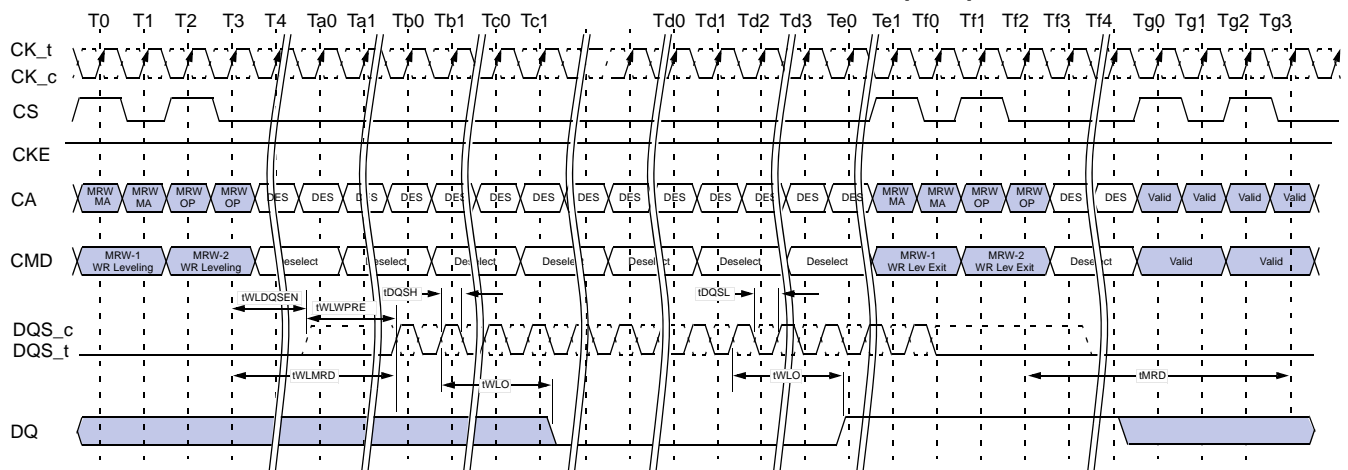 T0 T1 T2 T3 T4 Ta0 Ta1 Tb0 Tb1 Tc0 Tc1 Td0 Td1 Td2 Td3 Te0 Te1 Tf0 Tf1 Tf2 Tf3 Tf4 Tg0 Tg1 Tg2 Tg3
CK_t
CK_c
CS
CKE
CA
MRW MA
MRW MA
MRW OP
MRW OP
DES DES DES DES DES DES DES DES DES DES DES DES DES DES
MRW MA
MRW MA
MRW OP
MRW OP
DES DES Valid Valid Valid Valid
CMD
MRW-1 WR Leveling
MRW-2 WR Leveling
Deselect Deselect Deselect Deselect Deselect Deselect Deselect
MRW-1 WR Lev Exit
MRW-2 WR Lev Exit
Deselect Valid Valid
tWLDQSEN
tWLWPRE
tDQSH
tDQSL
DQS_c
DQS_t
tWLMRD
tWLO
tWLO
tMRD
DQ